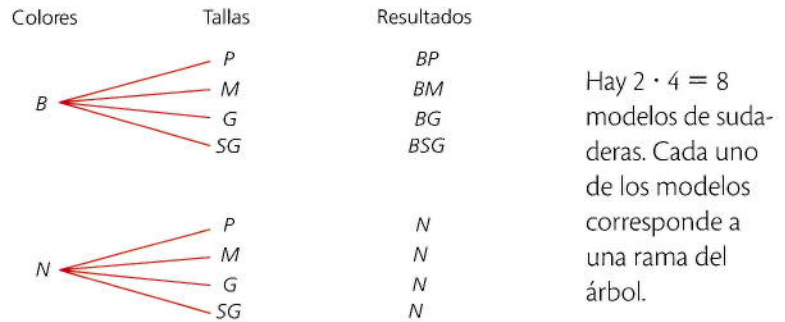 Colores Tallas Resultados
P BP
M BM
B
G BG
SG BSG
Hay 2 · 4 = 8
modelos de suda-
deras. Cada uno
de los modelos
corresponde a
una rama del
árbol.
P N
M N
N
G N
SG N